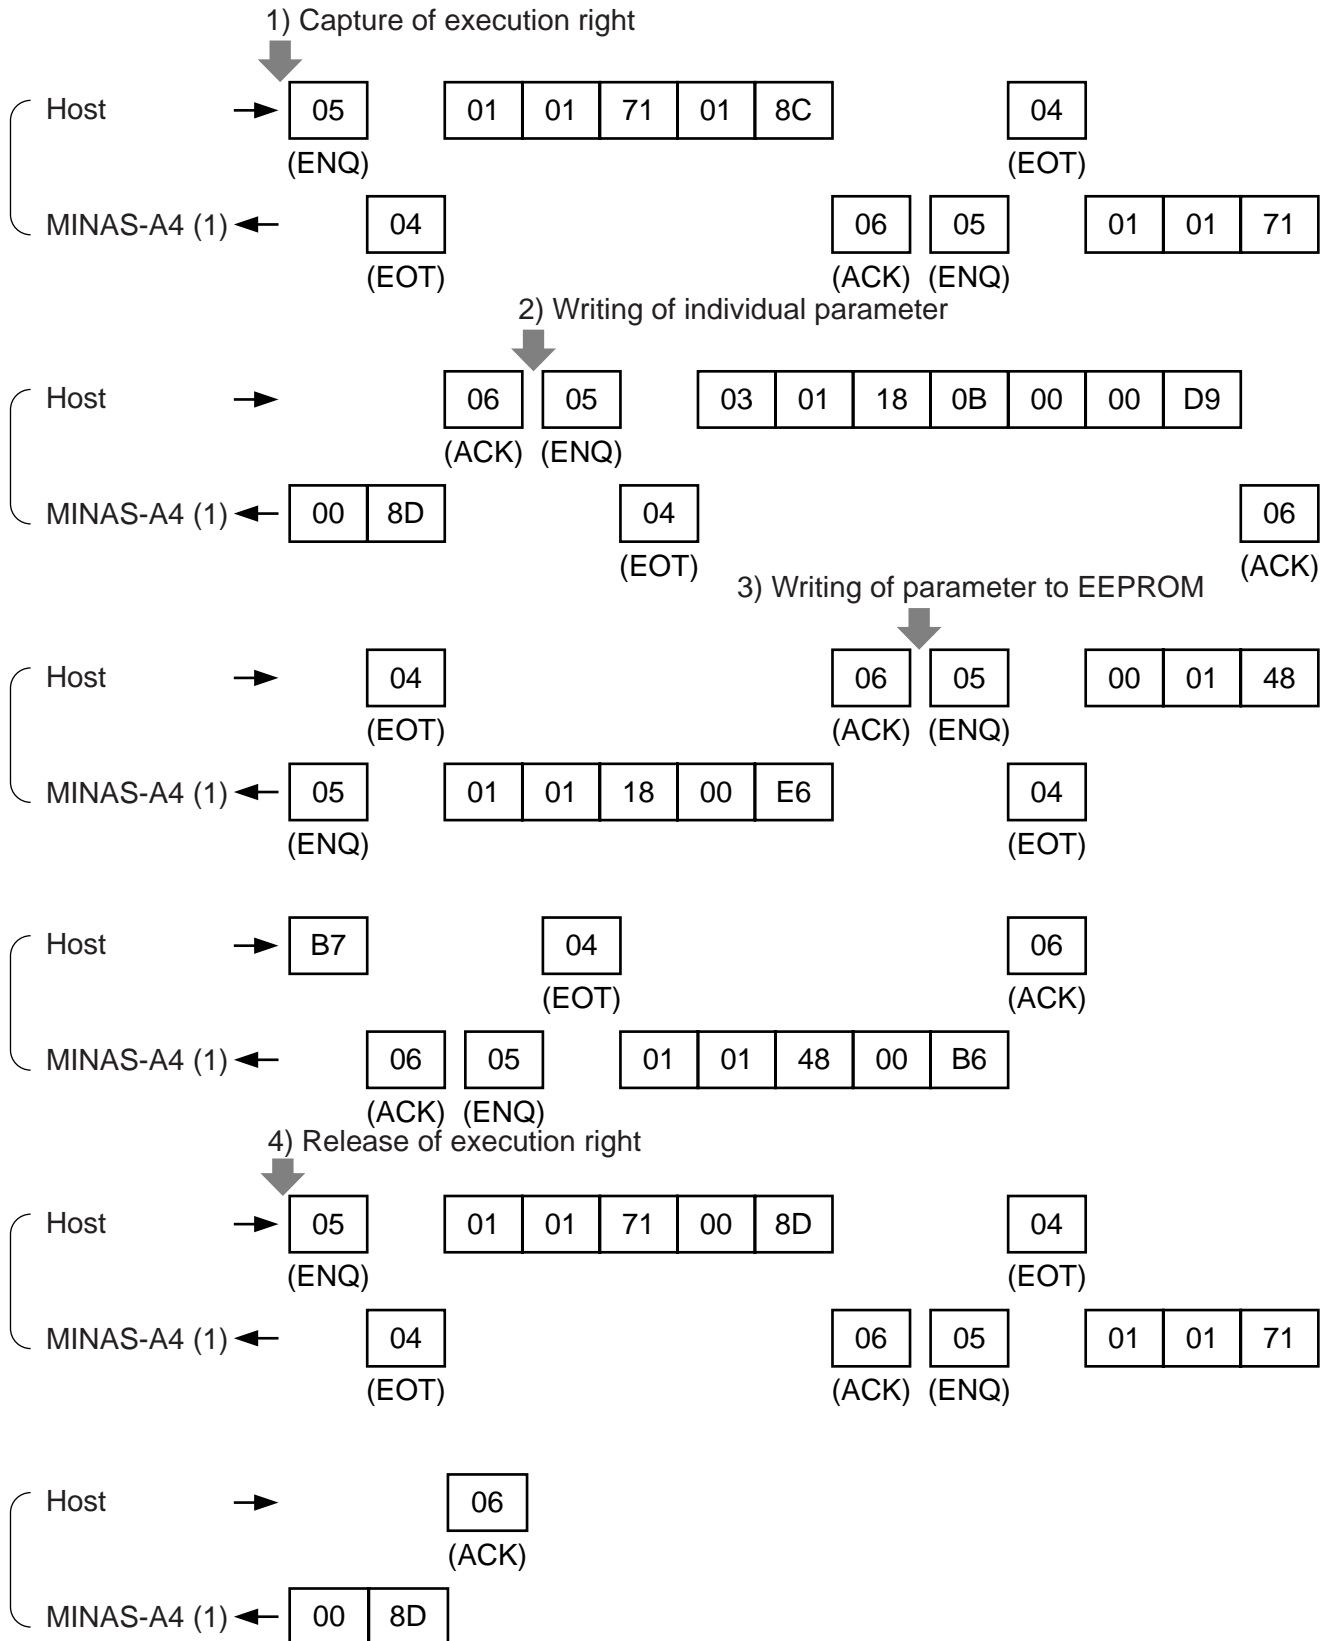 1) Capture of execution right
Host 05 01 01 71 01 8C 04
(ENQ) (EOT)
MINAS-A4 (1) 04 06 05 01 01 71
(EOT) (ACK) (ENQ)
2) Writing of individual parameter
Host 06 05 03 01 18 0B 00 00 D9
(ACK) (ENQ)
MINAS-A4 (1) 00 8D 04 06
(EOT) (ACK)
3) Writing of parameter to EEPROM
Host 04 06 05 00 01 48
(EOT) (ACK) (ENQ)
MINAS-A4 (1) 05 01 01 18 00 E6 04
(ENQ) (EOT)
Host B7 04 06
(EOT) (ACK)
MINAS-A4 (1) 06 05 01 01 48 00 B6
(ACK) (ENQ)
4) Release of execution right
Host 05 01 01 71 00 8D 04
(ENQ) (EOT)
MINAS-A4 (1) 04 06 05 01 01 71
(EOT) (ACK) (ENQ)
Host 06
(ACK)
MINAS-A4 (1) 00 8D